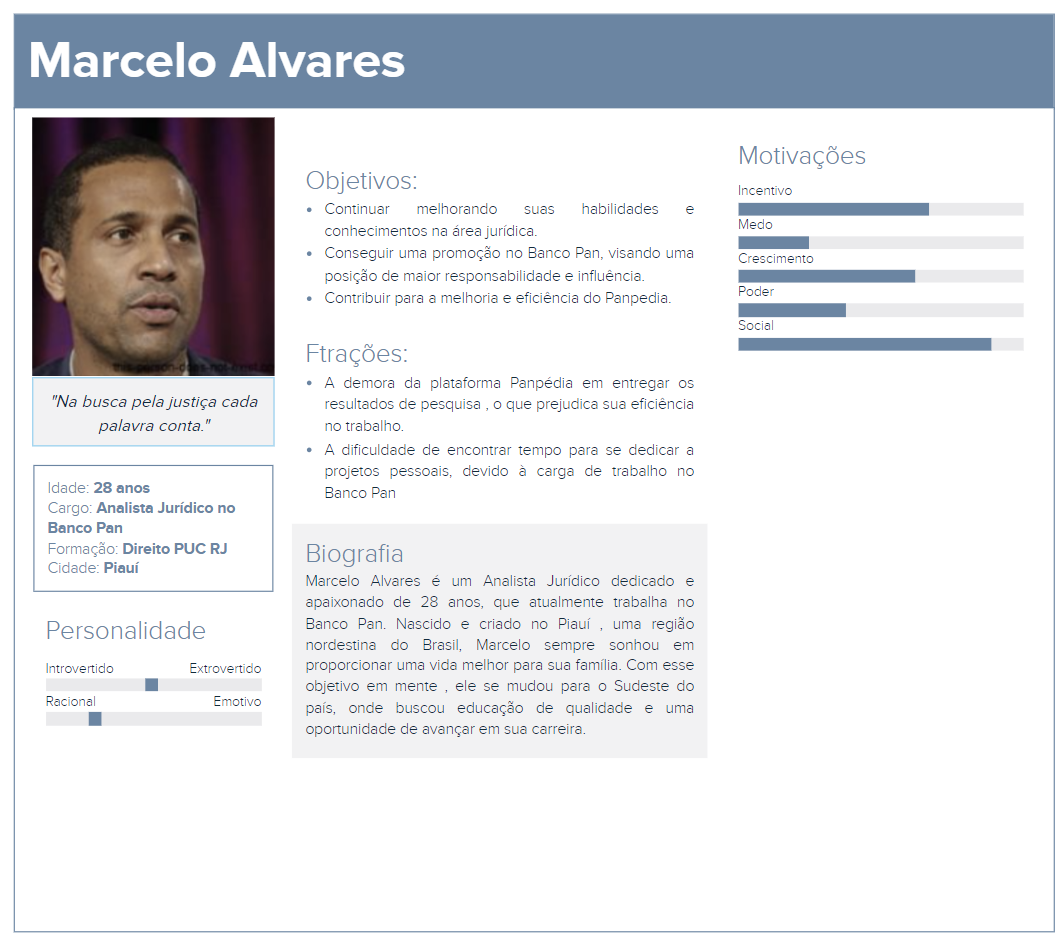 Marcelo Alvares
this-person-does-not-exist.co
"Na busca pela justiça cada
palavra conta."
Idade: 28 anos
Cargo: Analista Jurídico no
Banco Pan
Formação: Direito PUC RJ
Cidade: Piauí
Personalidade
Introvertido Extrovertido
Racional Emotivo
Objetivos:
• Continuar melhorando suas habilidades e
conhecimentos na área jurídica.
• Conseguir uma promoção no Banco Pan, visando uma
posição de maior responsabilidade e influência.
• Contribuir para a melhoria e eficiência do Panpedia.
Ftrações:
• A demora da plataforma Panpédia em entregar os
resultados de pesquisa , o que prejudica sua eficiência
no trabalho.
• A dificuldade de encontrar tempo para se dedicar a
projetos pessoais, devido à carga de trabalho no
Banco Pan
Biografia
Marcelo Alvares é um Analista Jurídico dedicado e
apaixonado de 28 anos, que atualmente trabalha no
Banco Pan. Nascido e criado no Piauí , uma região
nordestina do Brasil, Marcelo sempre sonhou em
proporcionar uma vida melhor para sua família. Com esse
objetivo em mente , ele se mudou para o Sudeste do
país, onde buscou educação de qualidade e uma
oportunidade de avançar em sua carreira.
Motivações
Incentivo
Medo
Crescimento
Poder
Social